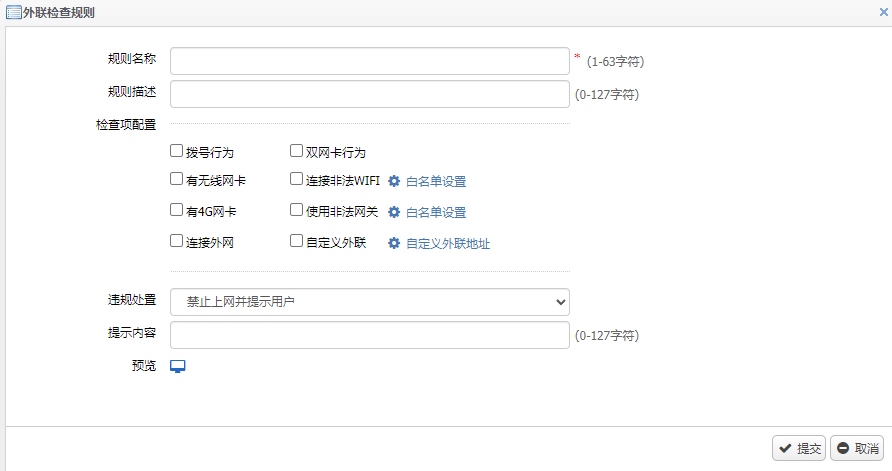 外联检查规则
规则名称 * (1-63字符)
规则描述 (0-127字符)
检查项配置
拨号行为 双网卡行为
有无线网卡 连接非法WIFI 白名单设置
有4G网卡 使用非法网关 白名单设置
连接外网 自定义外联 自定义外联地址
违规处置 禁止上网并提示用户
提示内容 (0-127字符)
预览
提交 取消